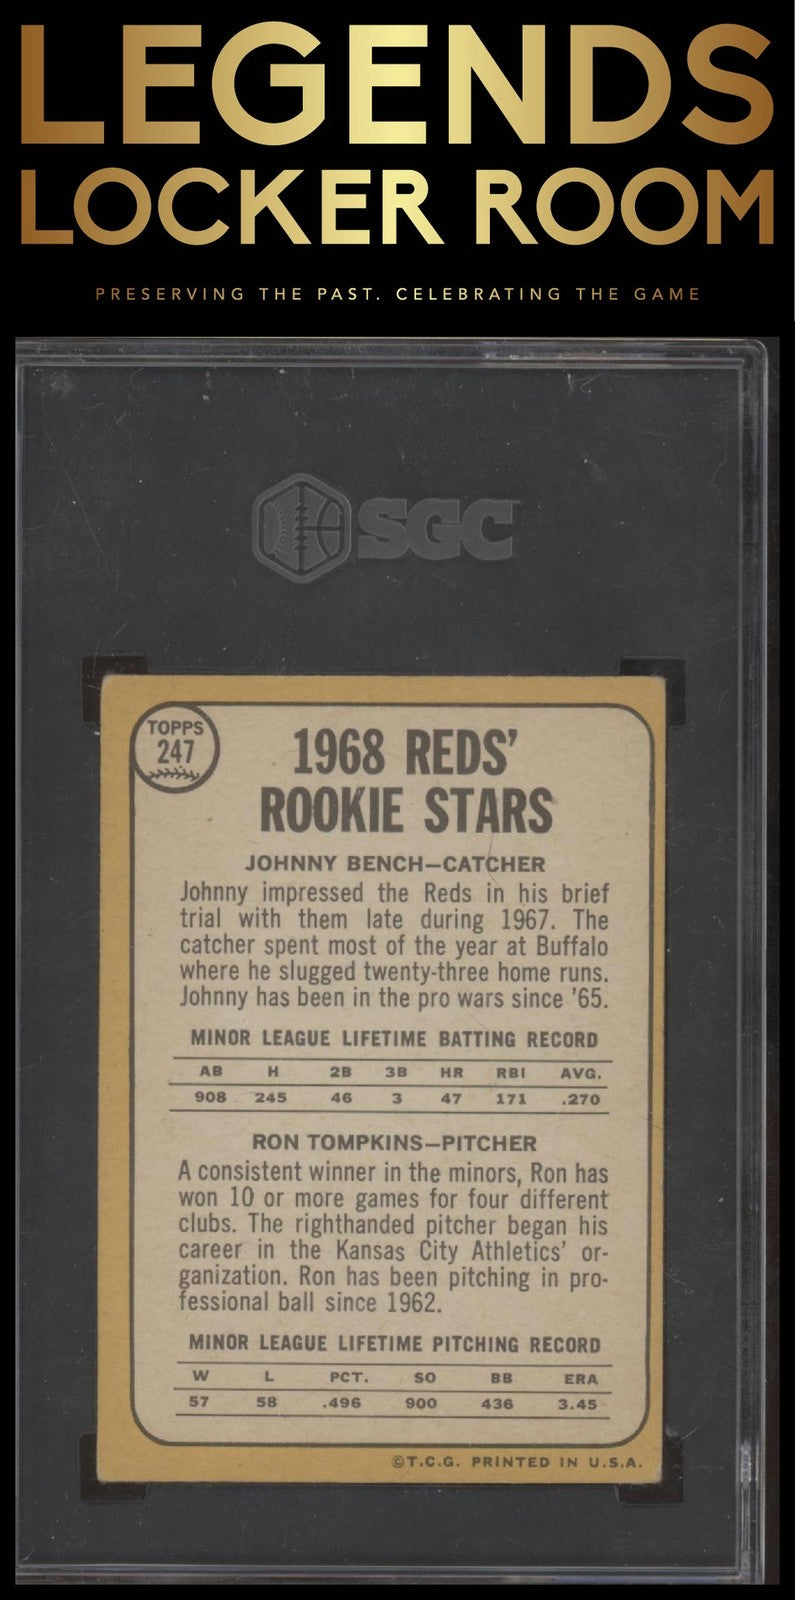 LEGENDS
LOCKER ROOM
PRESERVING THE PAST. CELEBRATING THE GAME
SGC
TOPPS
247
1968 REDS'
ROOKIE STARS
JOHNNY BENCH—CATCHER
Johnny impressed the Reds in his brief
trial with them late during 1967. The
catcher spent most of the year at Buffalo
where he slugged twenty-three home runs.
Johnny has been in the pro wars since '65.
MINOR LEAGUE LIFETIME BATTING RECORD
AB H 2B 3B HR RBI AVG.
908 245 46 3 47 171 .270
RON TOMPKINS—PITCHER
A consistent winner in the minors, Ron has
won 10 or more games for four different
clubs. The righthanded pitcher began his
career in the Kansas City Athletics' or-
ganization. Ron has been pitching in pro-
fessional ball since 1962.
MINOR LEAGUE LIFETIME PITCHING RECORD
W L PCT. SO BB ERA
57 58 .496 900 436 3.45
©T.C.G. PRINTED IN U.S.A.